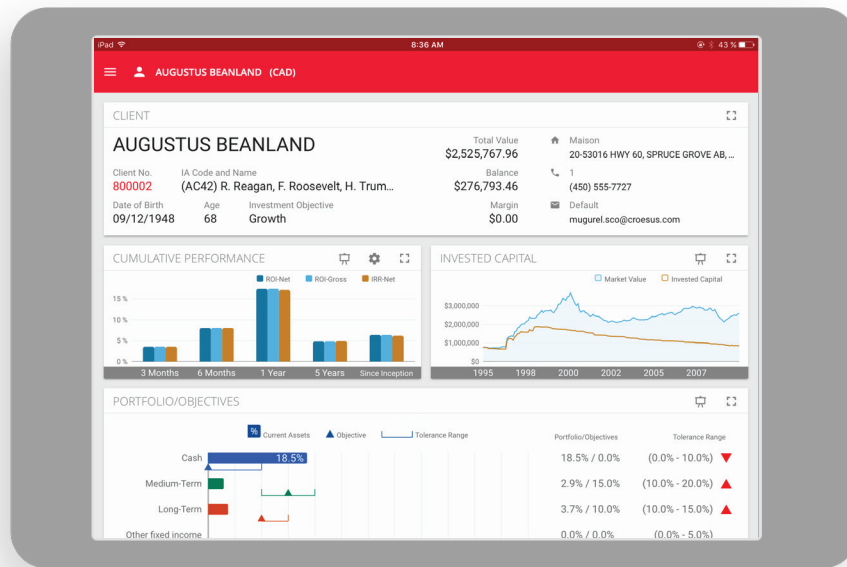 iPad
8:36 AM
43 %
AUGUSTUS BEANLAND (CAD)
CLIENT
AUGUSTUS BEANLAND
Client No.
800002
IA Code and Name
(AC42) R. Reagan, F. Roosevelt, H. Trum...
Date of Birth
09/12/1948
Age
68
Investment Objective
Growth
Total Value
$2,525,767.96
Balance
$276,793.46
Margin
$0.00
Maison
20-53016 HWY 60, SPRUCE GROVE AB, ...
1
(450) 555-7727
Default
mugurel.sco@croesus.com
CUMULATIVE PERFORMANCE
ROI-Net ROI-Gross IRR-Net
15 %
10 %
5 %
0 %
3 Months 6 Months 1 Year 5 Years Since Inception
INVESTED CAPITAL
Market Value Invested Capital
$3,000,000
$2,000,000
$1,000,000
$0
1995 1998 2000 2002 2005 2007
PORTFOLIO/OBJECTIVES
% Current Assets Objective Tolerance Range
Portfolio/Objectives Tolerance Range
Cash 18.5% 18.5% / 0.0% (0.0% - 10.0%)
Medium-Term 2.9% / 15.0% (10.0% - 20.0%)
Long-Term 3.7% / 10.0% (10.0% - 15.0%)
Other fixed income 0.0% / 0.0% (0.0% - 5.0%)